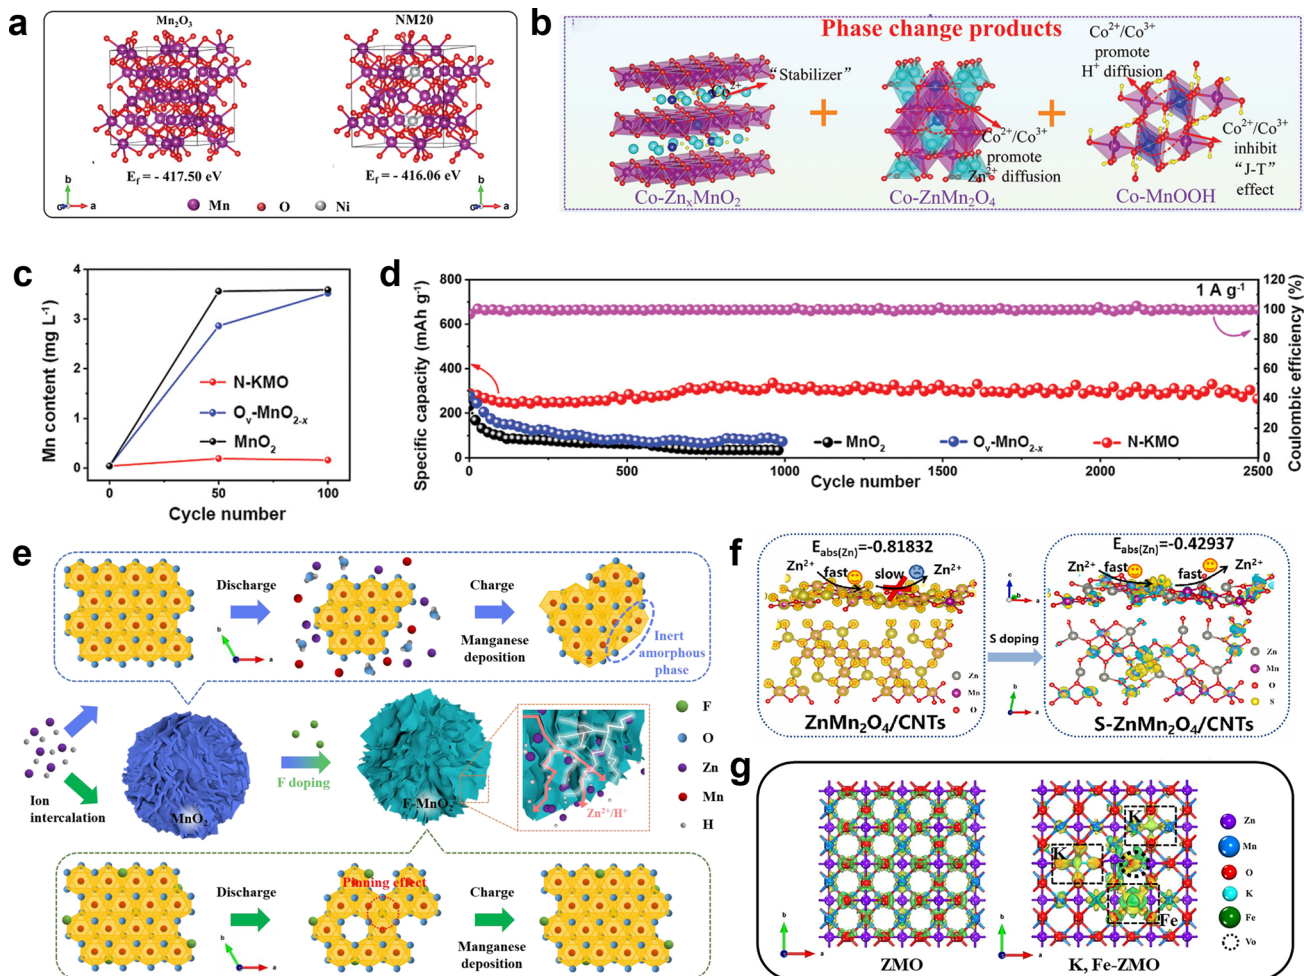 a
Mn₂O₃
NM20
E_f = - 417.50 eV
E_f = - 416.06 eV
b
a
b
a
Mn
O
Ni
b
Phase change products
Co²⁺
“Stabilizer”
Co²⁺/Co³⁺
promote
Zn²⁺ diffusion
Co²⁺/Co³⁺
promote
H⁺ diffusion
Co²⁺/Co³⁺
inhibit
“J-T”
effect
Co-ZnₓMnO₂
Co-ZnMn₂O₄
Co-MnOOH
c
Mn content (mg L⁻¹)
4
3
2
1
0
N-KMO
Oᵥ-MnO₂₋ₓ
MnO₂
0
50
100
Cycle number
d
Specific capacity (mAh g⁻¹)
800
600
400
200
0
1 A g⁻¹
120
100
80
60
40
20
0
Coulombic efficiency (%)
MnO₂
Oᵥ-MnO₂₋ₓ
N-KMO
0
500
1000
1500
2000
2500
Cycle number
e
Discharge
Charge
Manganese
deposition
Inert
amorphous
phase
b
a
Ion
intercalation
MnO₂
F doping
F-MnO₂
Zn²⁺/H⁺
F
O
Zn
Mn
H
Discharge
Pinning effect
Charge
Manganese
deposition
b
a
f
E_abs(Zn)=-0.81832
Zn²⁺
fast
slow
Zn²⁺
Zn
Mn
O
ZnMn₂O₄/CNTs
c
a
S doping
b
a
E_abs(Zn)=-0.42937
Zn²⁺
fast
fast
Zn²⁺
Zn
Mn
O
S
S-ZnMn₂O₄/CNTs
g
K
K
Fe
b
a
ZMO
b
a
K, Fe-ZMO
Zn
Mn
O
K
Fe
Vo